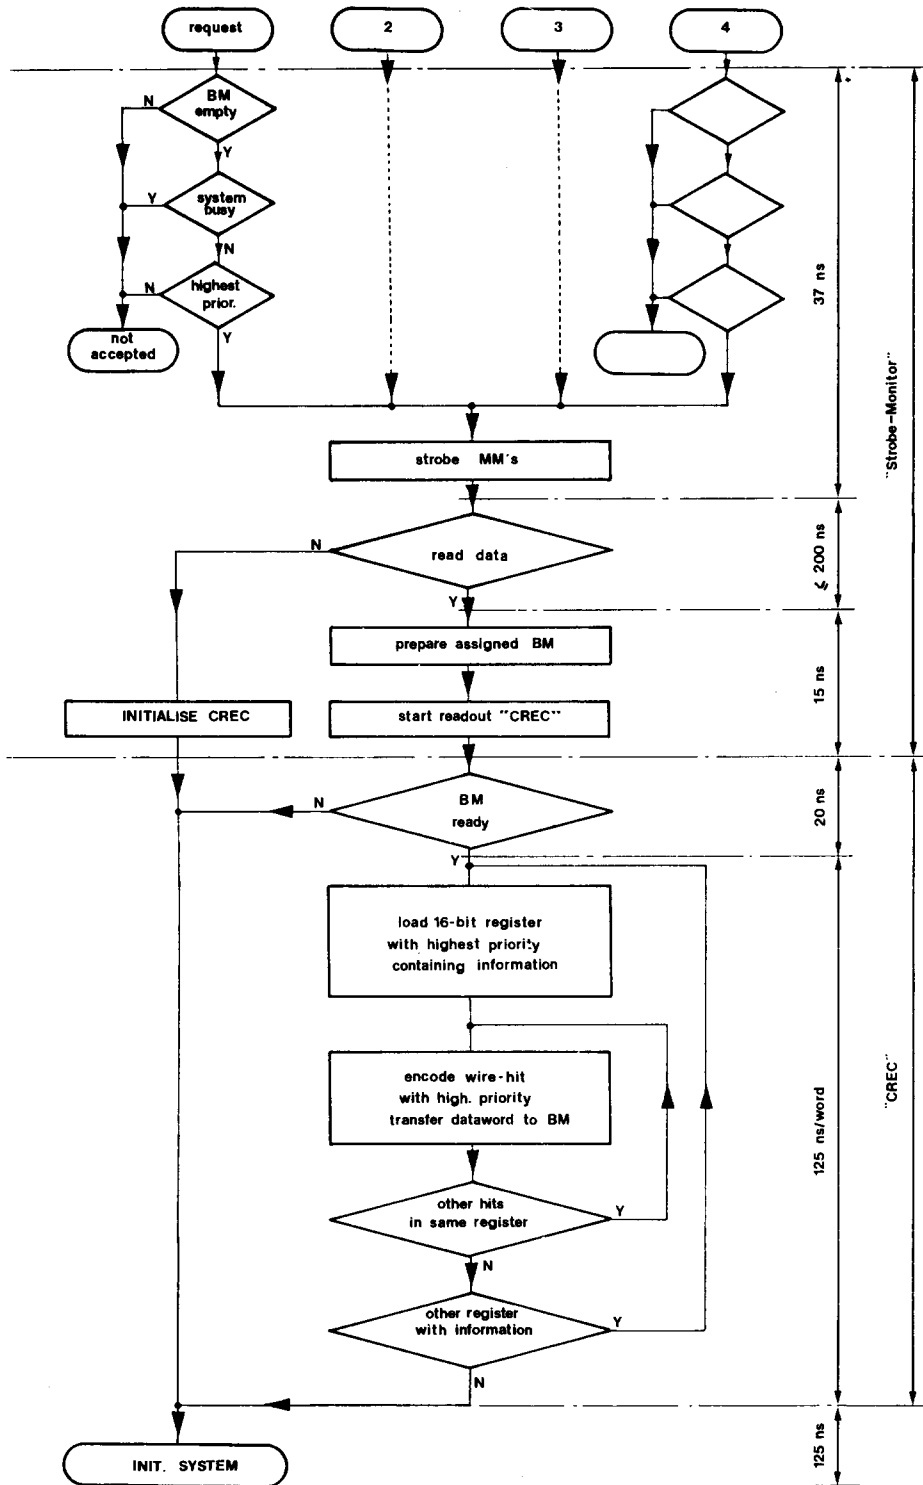 request
2
3
4
BM
empty
N
Y
system
busy
Y
N
highest
prior.
N
Y
not
accepted
37 ns
"Strobe-Monitor"
strobe MM's
read data
N
Y
⩽ 200 ns
prepare assigned BM
INITIALISE CREC
start readout "CREC"
15 ns
BM
ready
N
Y
20 ns
load 16-bit register
with highest priority
containing information
encode wire-hit
with high. priority
transfer dataword to BM
125 ns/word
"CREC"
other hits
in same register
Y
N
other register
with information
Y
N
INIT. SYSTEM
125 ns